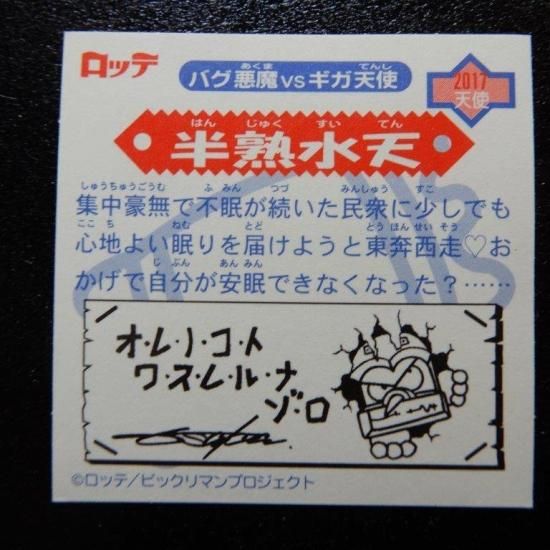 ロッテ
バグ悪魔VSギガ天使
あくま
てんし
2017
天使
はん じゅく すい てん
半熟水天
しゅうちゅうごうむ ふ みん つづ みんしゅう すこ
集中豪無で不眠が続いた民衆に少しでも
ここ ち ねむ とど とう ほん せい そう
心地よい眠りを届けようと東奔西走♡お
じ ぶん あん みん
かげで自分が安眠できなくなった?……
オ・レ・ノ・コ・ト
ワ・ス・レ・ル・ナ
ゾ・ロ
©ロッテ/ビックリマンプロジェクト